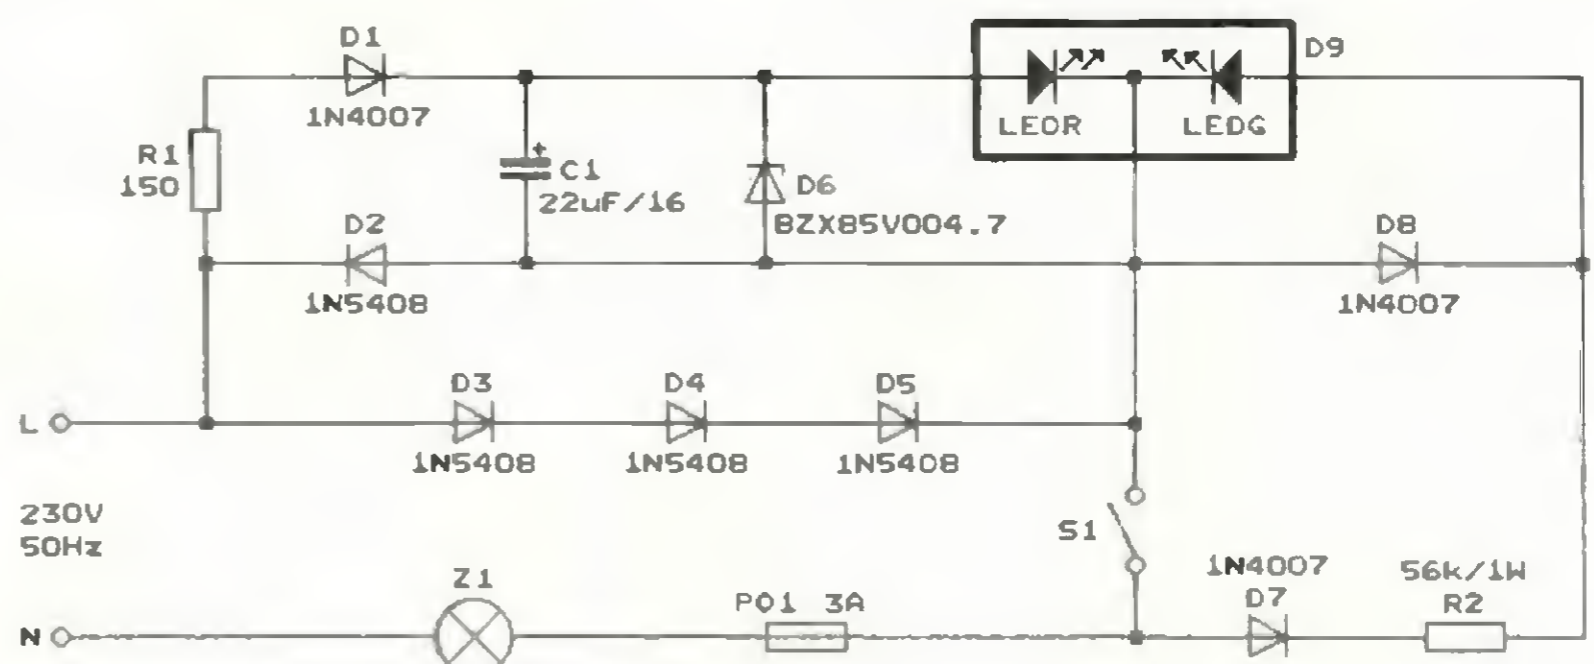 D1
1N4007
D9
LEDR
LEDG
R1
150
C1
22uF/16
D6
BZX85V004.7
D2
1N5408
D8
1N4007
D3
1N5408
D4
1N5408
D5
1N5408
L
230V
50Hz
S1
1N4007
D7
56k/1W
R2
Z1
PO1 3A
N